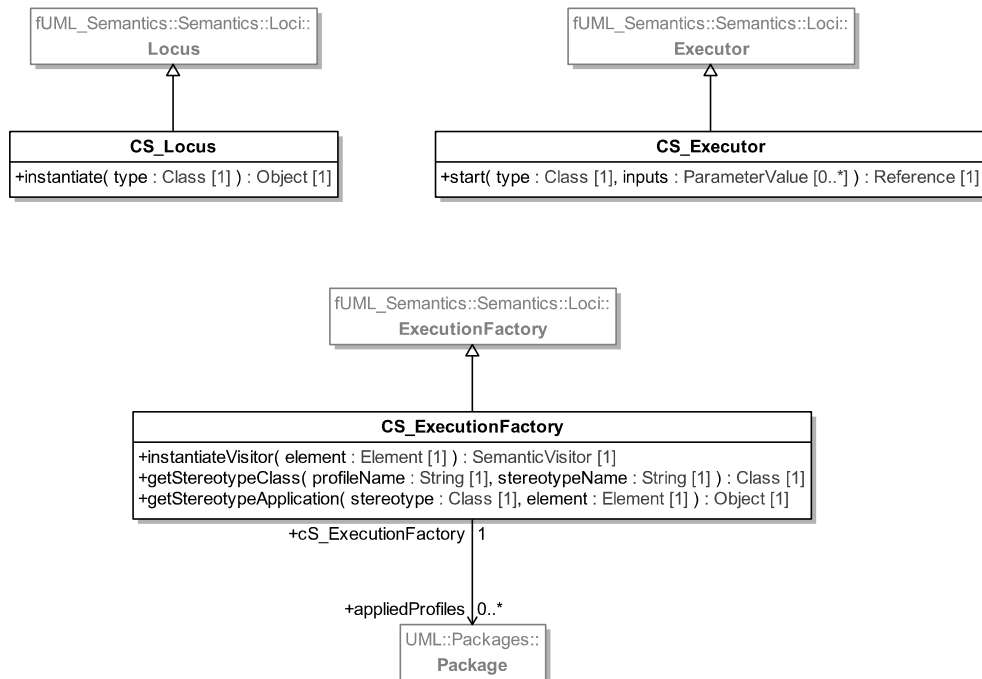 fUML_Semantics::Semantics::Loci::
Locus
fUML_Semantics::Semantics::Loci::
Executor
CS_Locus
+instantiate( type : Class [1] ) : Object [1]
CS_Executor
+start( type : Class [1], inputs : ParameterValue [0..*] ) : Reference [1]
fUML_Semantics::Semantics::Loci::
ExecutionFactory
CS_ExecutionFactory
+instantiateVisitor( element : Element [1] ) : SemanticVisitor [1]
+getStereotypeClass( profileName : String [1], stereotypeName : String [1] ) : Class [1]
+getStereotypeApplication( stereotype : Class [1], element : Element [1] ) : Object [1]
+cS_ExecutionFactory 1
+appliedProfiles 0..*
UML::Packages::
Package